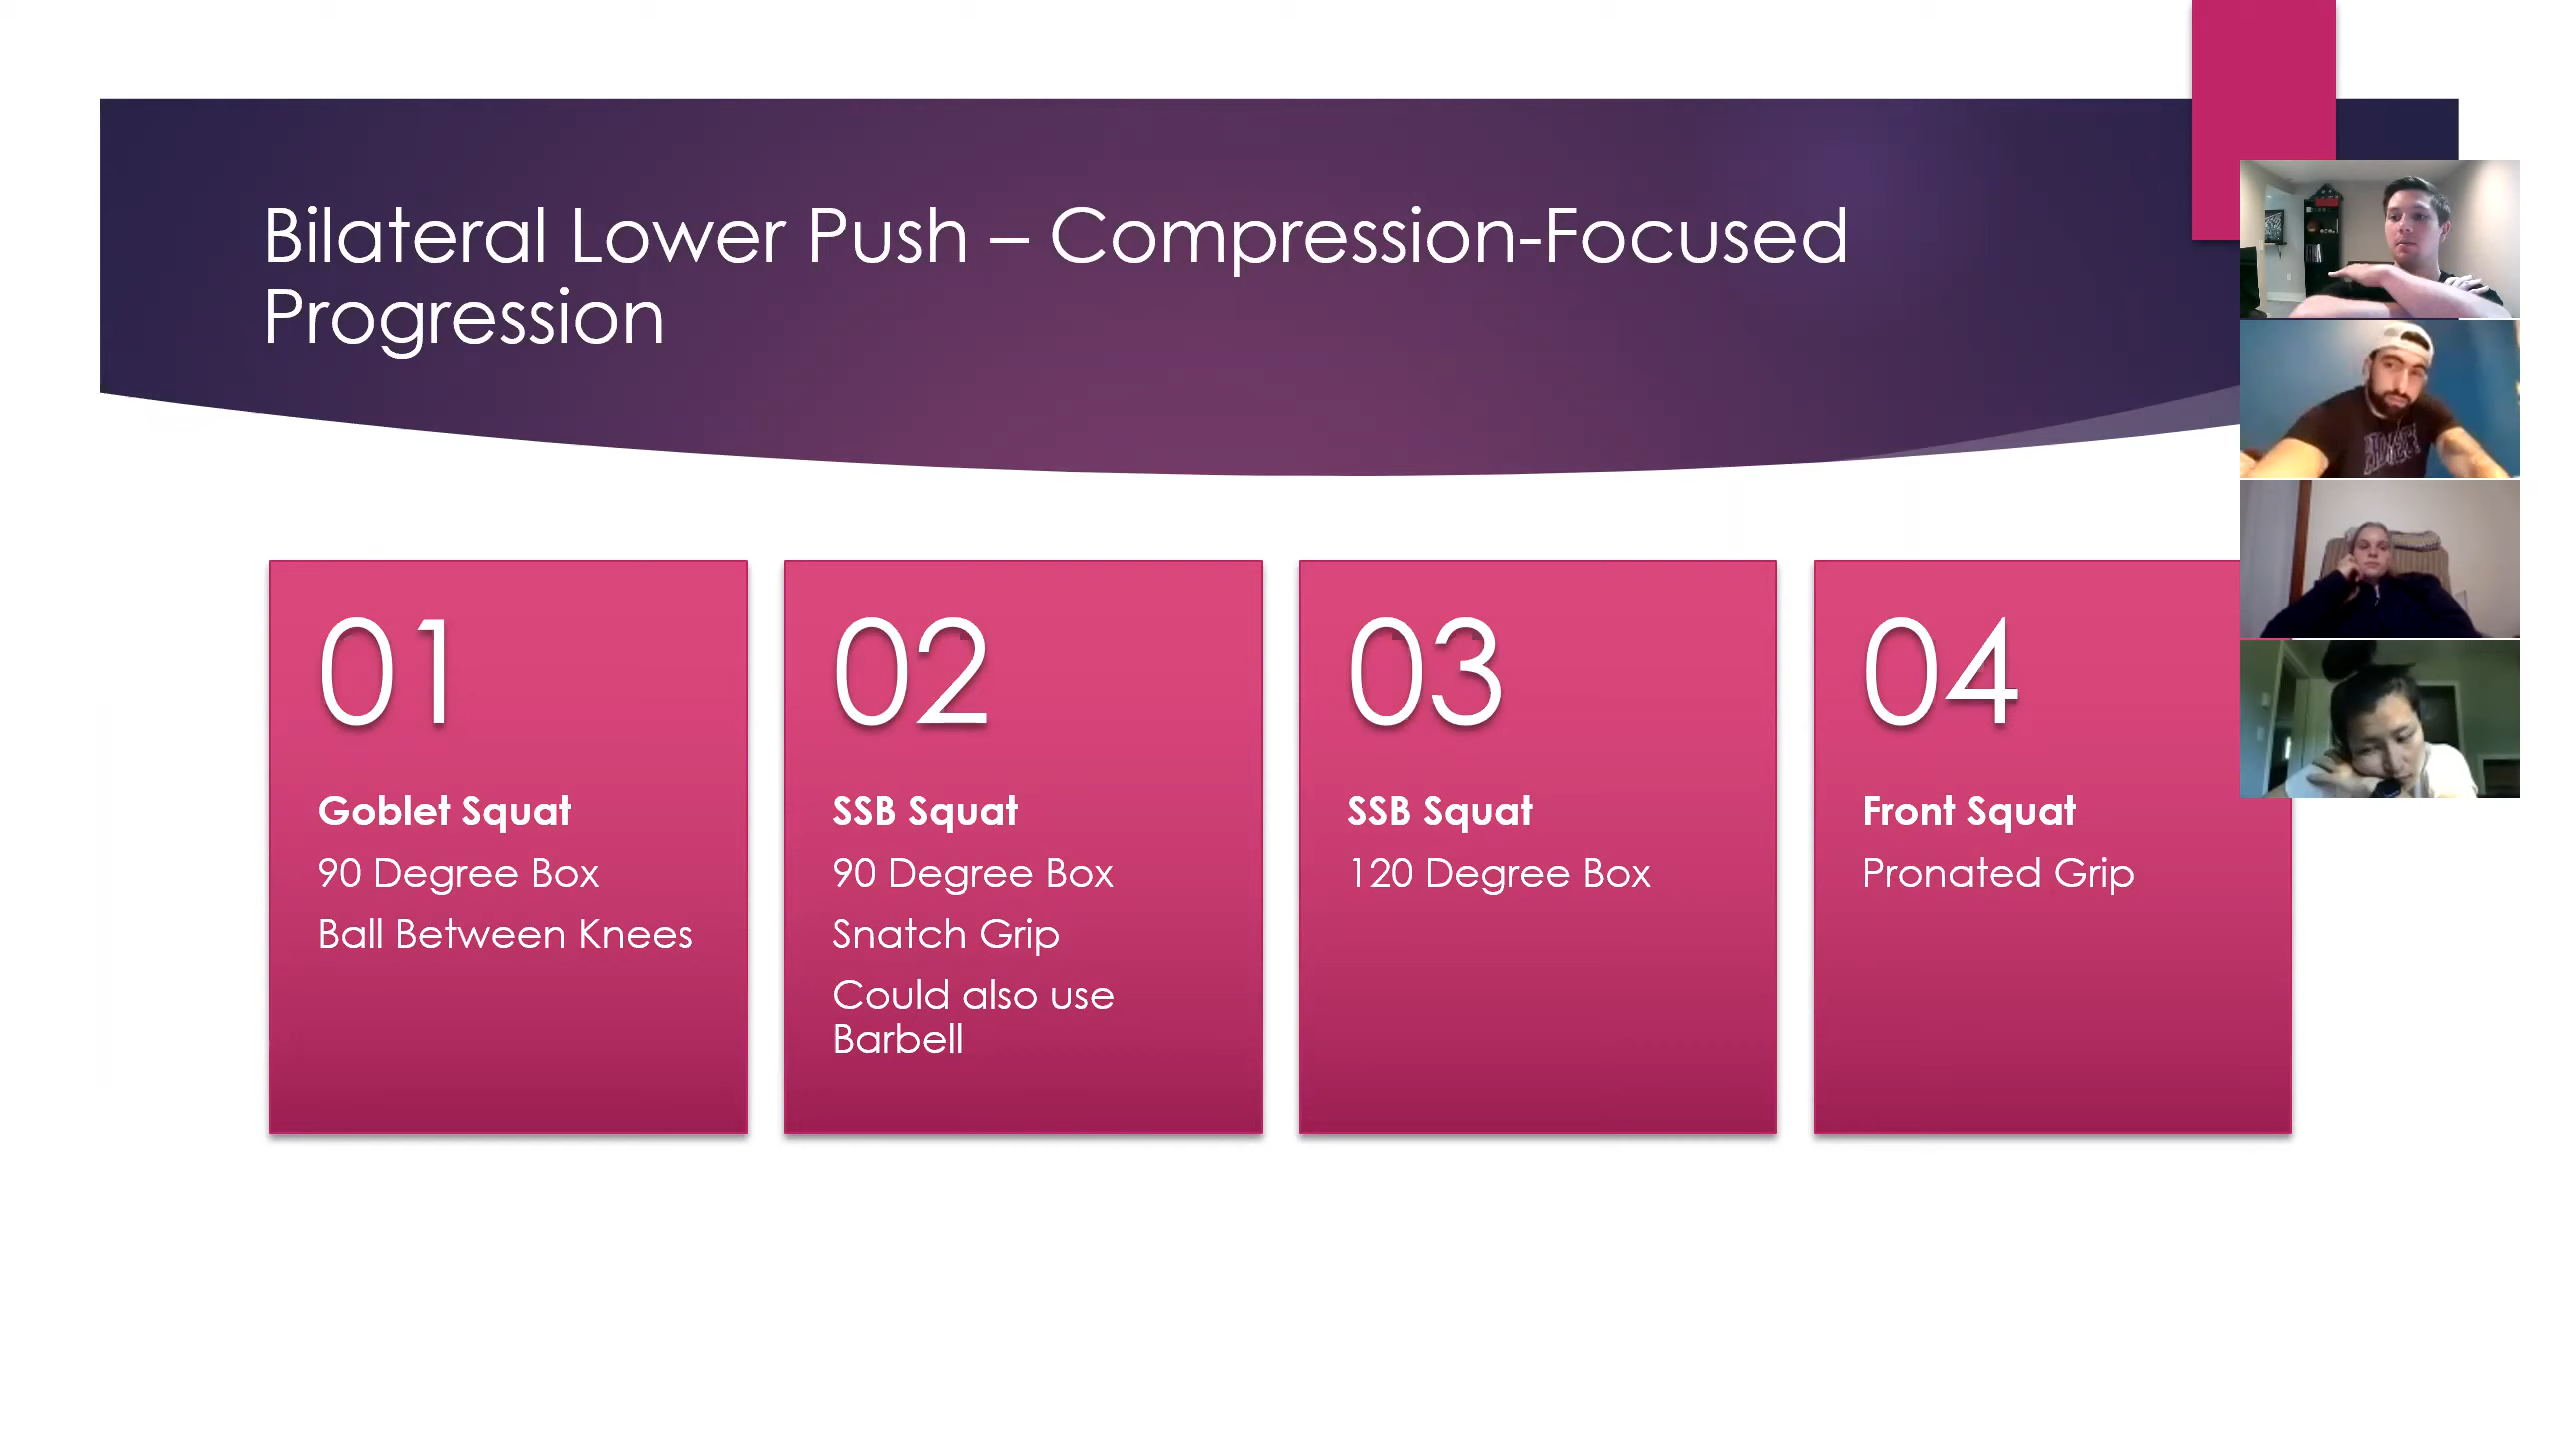 Bilateral Lower Push – Compression-Focused
Progression
01
Goblet Squat
90 Degree Box
Ball Between Knees
02
SSB Squat
90 Degree Box
Snatch Grip
Could also use
Barbell
03
SSB Squat
120 Degree Box
04
Front Squat
Pronated Grip